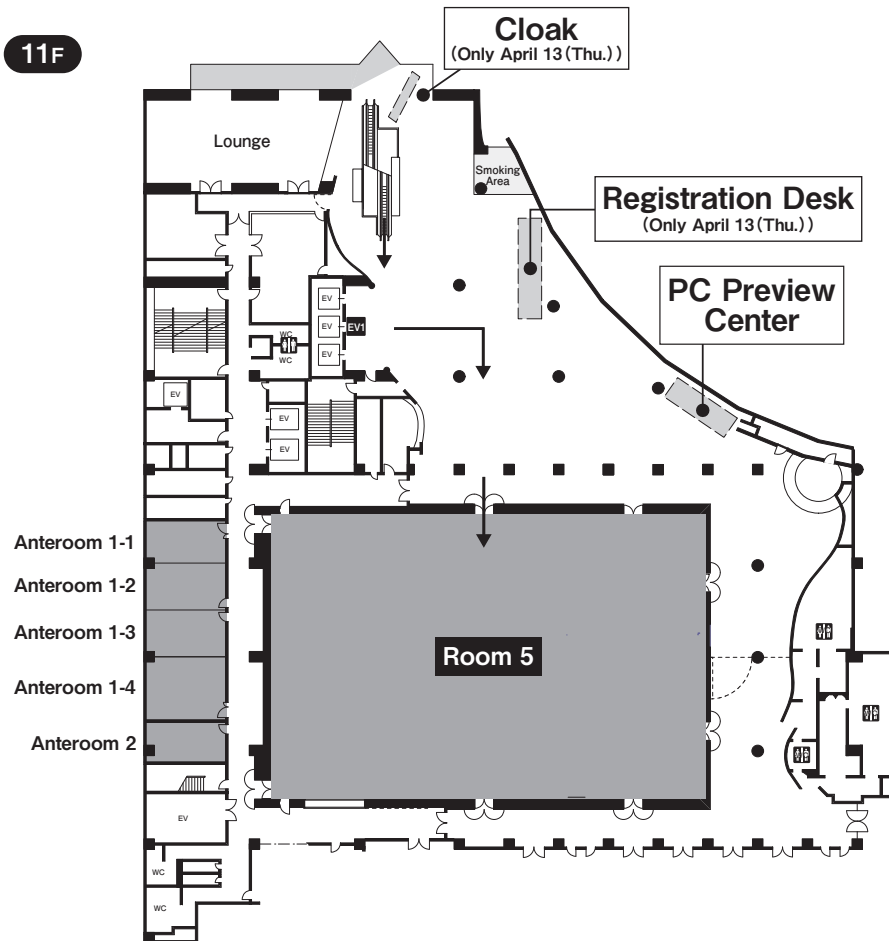 11F
Cloak
(Only April 13(Thu.))
Lounge
Smoking
Area
Registration Desk
(Only April 13(Thu.))
PC Preview
Center
EV
EV
EV1
EV
WC
WC
EV
EV
EV
Anteroom 1-1
Anteroom 1-2
Anteroom 1-3
Anteroom 1-4
Anteroom 2
Room 5
EV
WC
WC